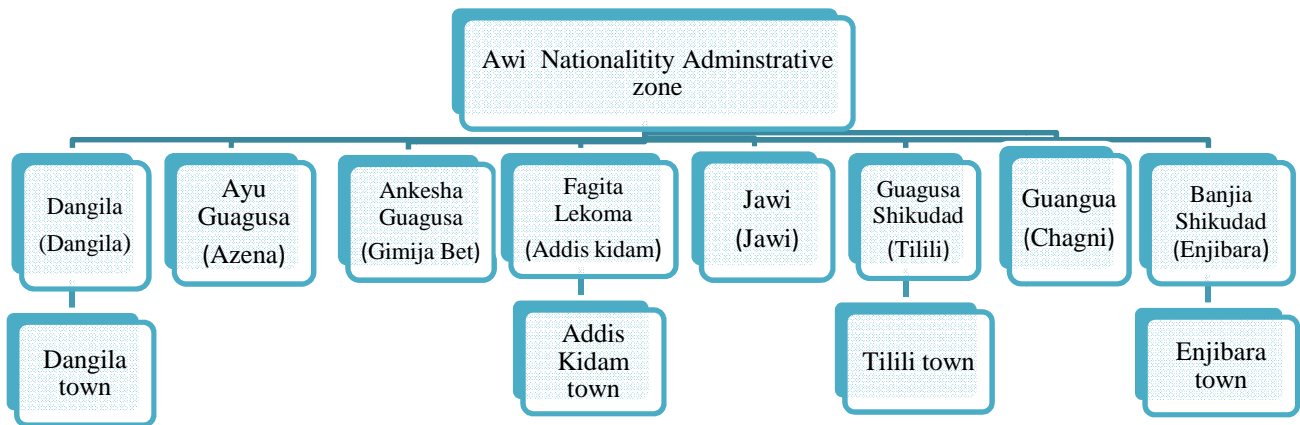 Awi Nationalitity Adminstrative
zone
Dangila
(Dangila)
Ayu
Guagusa
(Azena)
Ankesha
Guagusa
(Gimija Bet)
Fagita
Lekoma
(Addis kidam)
Jawi
(Jawi)
Guagusa
Shikudad
(Tilili)
Guangua
(Chagni)
Banjia
Shikudad
(Enjibara)
Dangila
town
Addis
Kidam
town
Tilili town
Enjibara
town